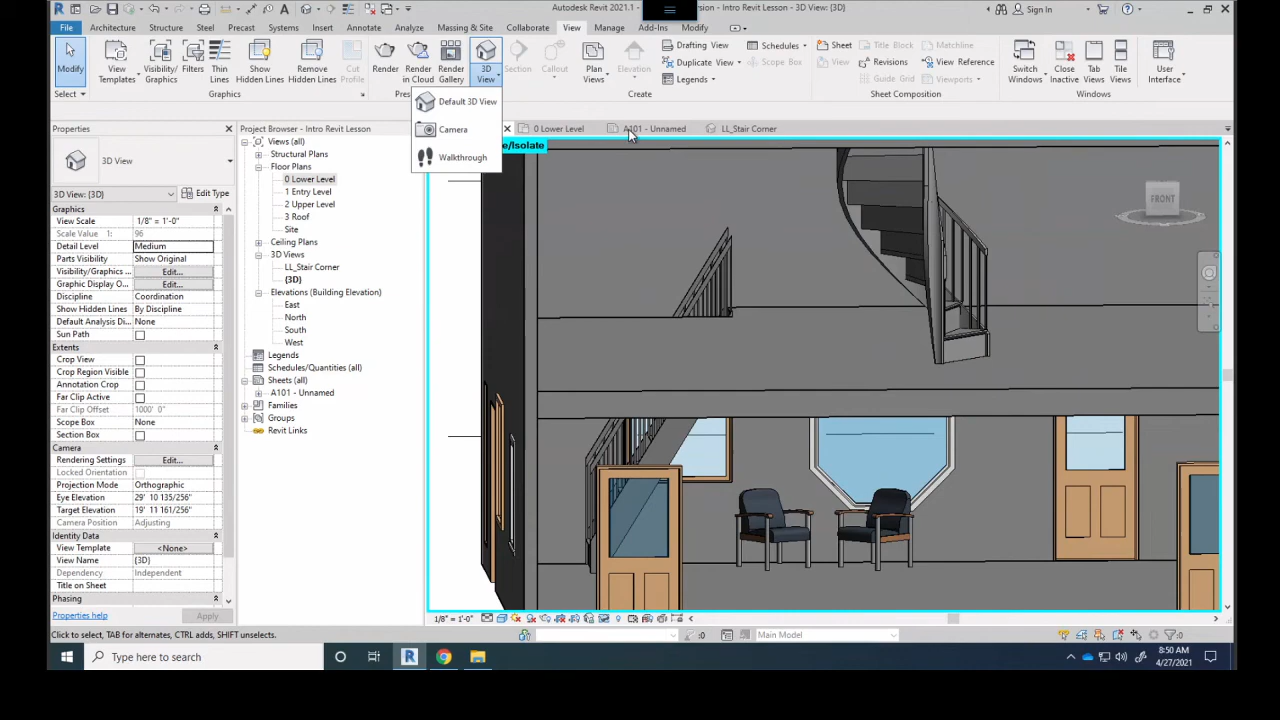 Autodesk Revit 2021.1 - rsion - Intro Revit Lesson - 3D View: {3D}
Sign In
File Architecture Structure Steel Precast Systems Insert Annotate Analyze Massing & Site Collaborate View Manage Add-Ins Modify
Modify
View Templates
Visibility/ Graphics
Filters
Thin Lines
Show Hidden Lines
Remove Hidden Lines
Cut Profile
Render
Render in Cloud
Render Gallery
3D View
Section
Callout
Plan Views
Elevation
Drafting View
Duplicate View
Legends
Schedules
Scope Box
Sheet
View
Title Block
Revisions
Guide Grid
Matchline
View Reference
Viewports
Switch Windows
Close Inactive
Tab Views
Tile Views
User Interface
Select Graphics Pres Create Windows
Default 3D View
Camera
Walkthrough
0 Lower Level A101 - Unnamed LL_Stair Corner
e/Isolate
FRONT
Properties
3D View
3D View: {3D} Edit Type
Graphics
View Scale 1/8" = 1'-0"
Scale Value 1: 96
Detail Level Medium
Parts Visibility Show Original
Visibility/Graphics ... Edit...
Graphic Display O... Edit...
Discipline Coordination
Show Hidden Lines By Discipline
Default Analysis Di... None
Sun Path
Extents
Crop View
Crop Region Visible
Annotation Crop
Far Clip Active
Far Clip Offset 1000' 0"
Scope Box None
Section Box
Camera
Rendering Settings Edit...
Locked Orientation
Projection Mode Orthographic
Eye Elevation 29' 10 135/256"
Target Elevation 19' 11 161/256"
Camera Position Adjusting
Identity Data
View Template <None>
View Name {3D}
Dependency Independent
Title on Sheet
Phasing
Properties help Apply
Project Browser - Intro Revit Lesson
Views (all)
Structural Plans
Floor Plans
0 Lower Level
1 Entry Level
2 Upper Level
3 Roof
Site
Ceiling Plans
3D Views
LL_Stair Corner
{3D}
Elevations (Building Elevation)
East
North
South
West
Legends
Schedules/Quantities (all)
Sheets (all)
A101 - Unnamed
Families
Groups
Revit Links
1/8" = 1'-0"
Click to select, TAB for alternates, CTRL adds, SHIFT unselects.
:0 Main Model :0
Type here to search
8:50 AM
4/27/2021